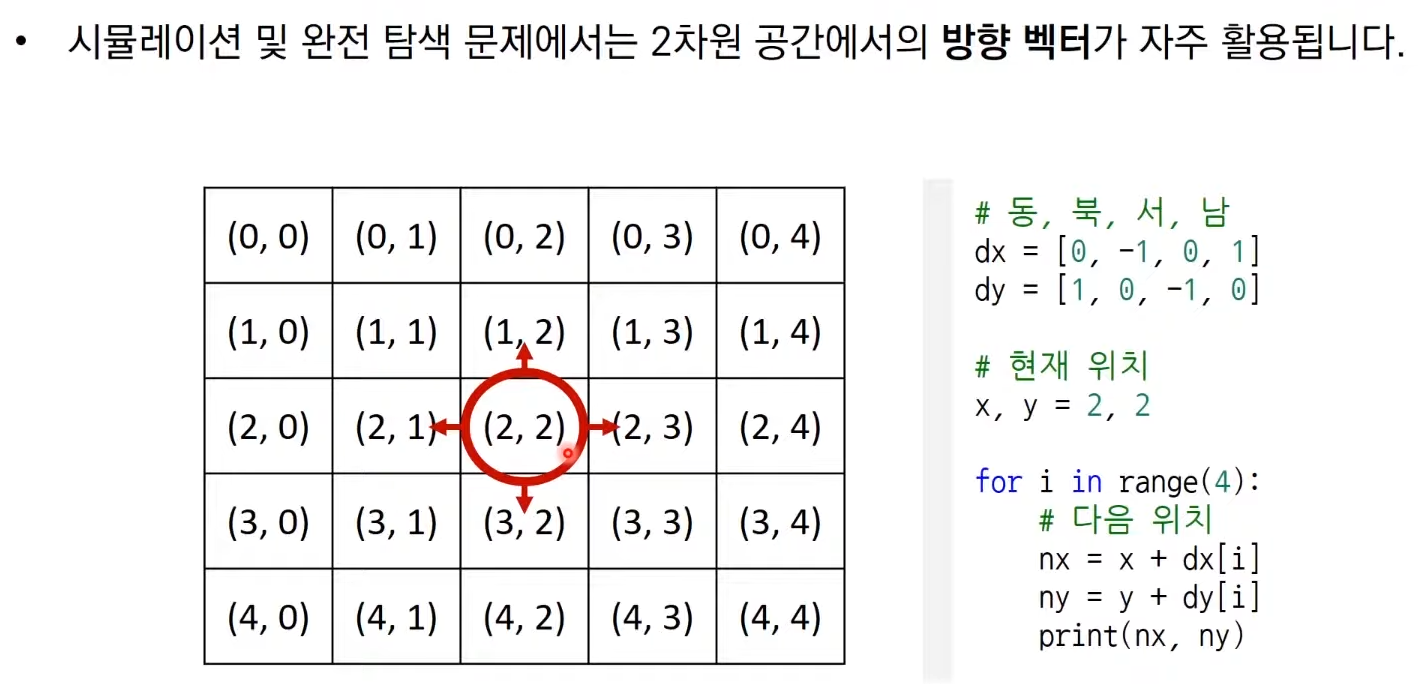 • 시뮬레이션 및 완전 탐색 문제에서는 2차원 공간에서의 방향 벡터가 자주 활용됩니다.
(0, 0) (0, 1) (0, 2) (0, 3) (0, 4)
(1, 0) (1, 1) (1, 2) (1, 3) (1, 4)
(2, 0) (2, 1) (2, 2) (2, 3) (2, 4)
(3, 0) (3, 1) (3, 2) (3, 3) (3, 4)
(4, 0) (4, 1) (4, 2) (4, 3) (4, 4)
# 동, 북, 서, 남
dx = [0, -1, 0, 1]
dy = [1, 0, -1, 0]
# 현재 위치
x, y = 2, 2
for i in range(4):
    # 다음 위치
    nx = x + dx[i]
    ny = y + dy[i]
    print(nx, ny)